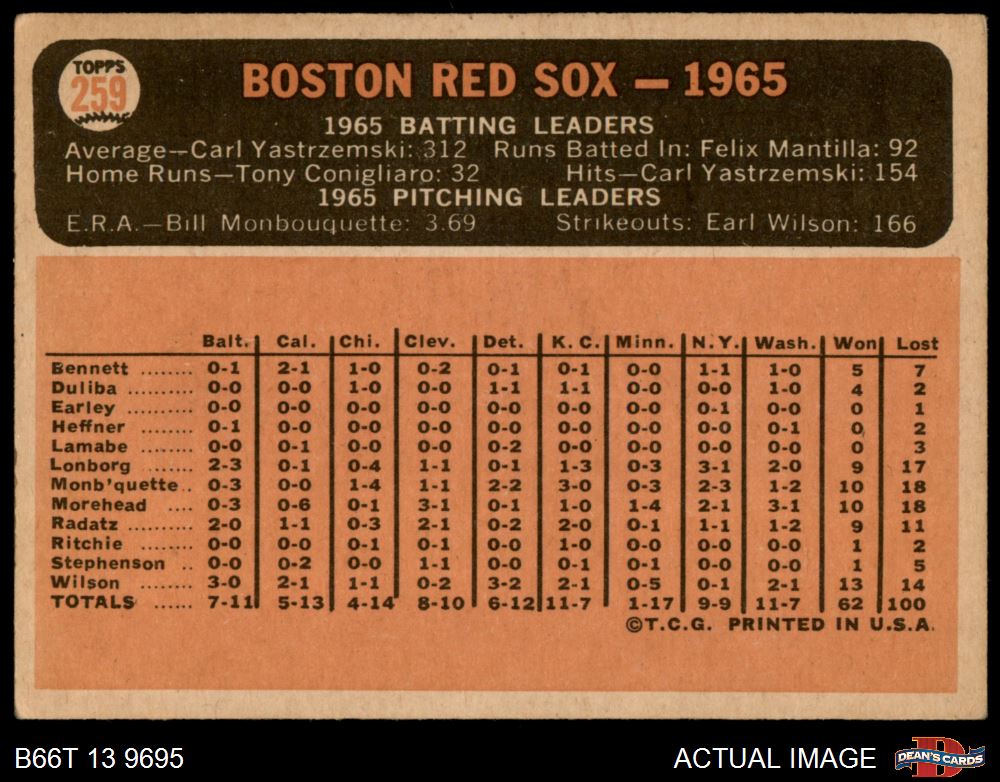 TOPPS
259
BOSTON RED SOX — 1965
1965 BATTING LEADERS
Average—Carl Yastrzemski: 312 Runs Batted In: Felix Mantilla: 92
Home Runs—Tony Conigliaro: 32 Hits—Carl Yastrzemski: 154
1965 PITCHING LEADERS
E.R.A.—Bill Monbouquette: 3.69 Strikeouts: Earl Wilson: 166
Balt. Cal. Chi. Clev. Det. K. C. Minn. N.Y. Wash. Won Lost
Bennett ........ 0-1 2-1 1-0 0-2 0-1 0-1 0-0 1-1 1-0 5 7
Duliba .......... 0-0 0-0 1-0 0-0 1-1 1-1 0-0 0-0 1-0 4 2
Earley .......... 0-0 0-0 0-0 0-0 0-0 0-0 0-0 0-1 0-0 0 1
Heffner ........ 0-1 0-0 0-0 0-0 0-0 0-0 0-0 0-0 0-1 0 2
Lamabe ........ 0-0 0-1 0-0 0-0 0-2 0-0 0-0 0-0 0-0 0 3
Lonborg ....... 2-3 0-1 0-4 1-1 0-1 1-3 0-3 3-1 2-0 9 17
Monb'quette.. 0-3 0-0 1-4 1-1 2-2 3-0 0-3 2-3 1-2 10 18
Morehead .... 0-3 0-6 0-1 3-1 0-1 1-0 1-4 2-1 3-1 10 18
Radatz ......... 2-0 1-1 0-3 2-1 0-2 2-0 0-1 1-1 1-2 9 11
Ritchie ........ 0-0 0-0 0-1 0-1 0-0 1-0 0-0 0-0 0-0 1 2
Stephenson .. 0-0 0-2 0-0 1-1 0-0 0-1 0-1 0-0 0-0 1 5
Wilson ......... 3-0 2-1 1-1 0-2 3-2 2-1 0-5 0-1 2-1 13 14
TOTALS ...... 7-11 5-13 4-14 8-10 6-12 11-7 1-17 9-9 11-7 62 100
©T.C.G. PRINTED IN U.S.A.
B66T 13 9695 ACTUAL IMAGE
DEAN'S CARDS